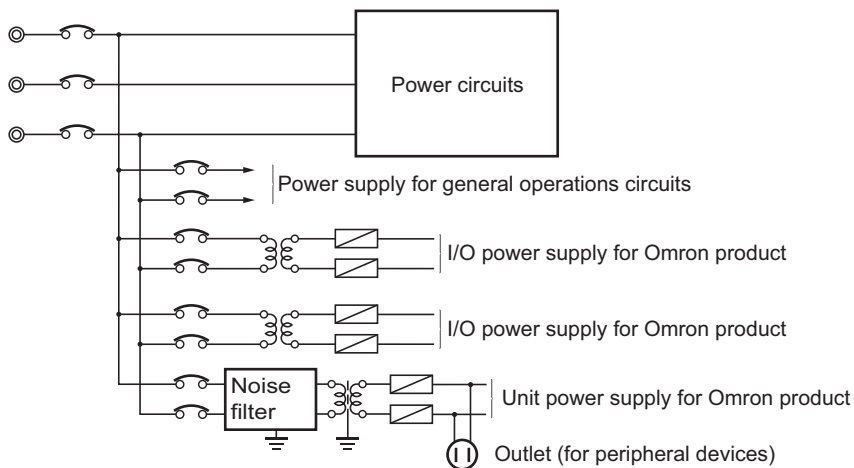 Power circuits
Power supply for general operations circuits
I/O power supply for Omron product
I/O power supply for Omron product
Noise
filter
Unit power supply for Omron product
Outlet (for peripheral devices)